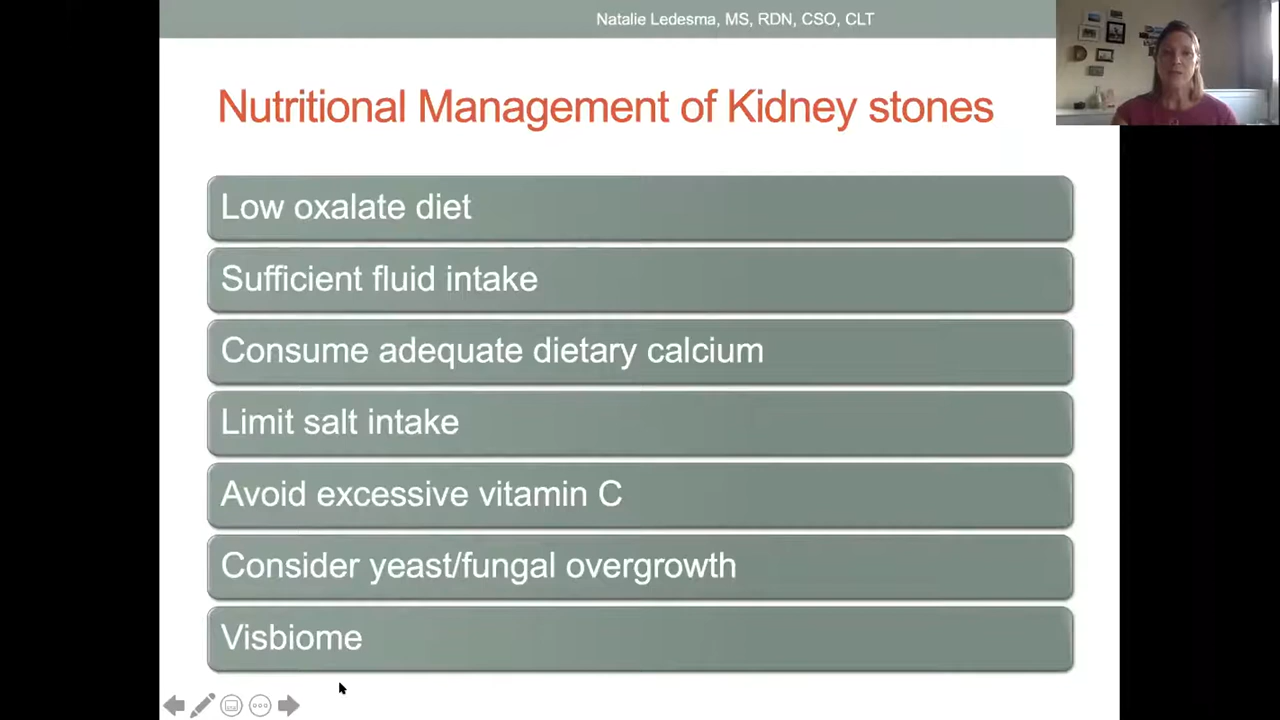 Natalie Ledesma, MS, RDN, CSO, CLT
Nutritional Management of Kidney stones
Low oxalate diet
Sufficient fluid intake
Consume adequate dietary calcium
Limit salt intake
Avoid excessive vitamin C
Consider yeast/fungal overgrowth
Visbiome